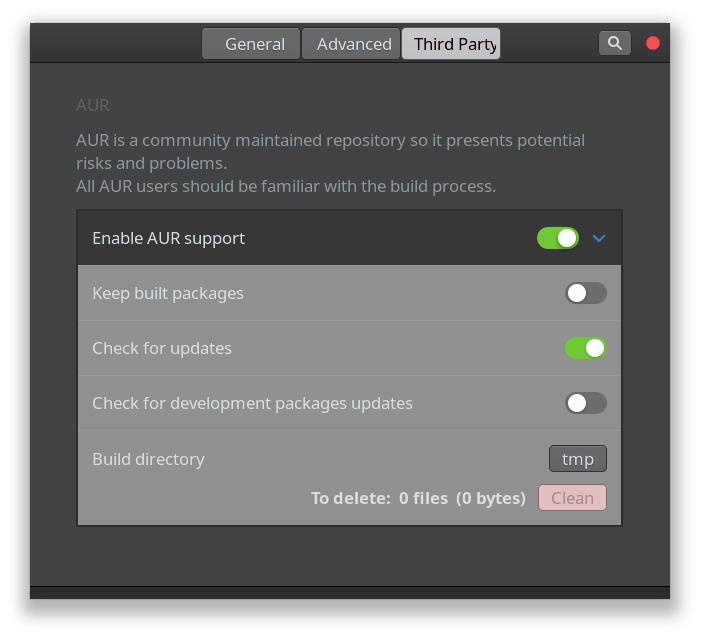 General
Advanced
Third Party
AUR
AUR is a community maintained repository so it presents potential
risks and problems.
All AUR users should be familiar with the build process.
Enable AUR support
Keep built packages
Check for updates
Check for development packages updates
Build directory
tmp
To delete: 0 files (0 bytes)
Clean